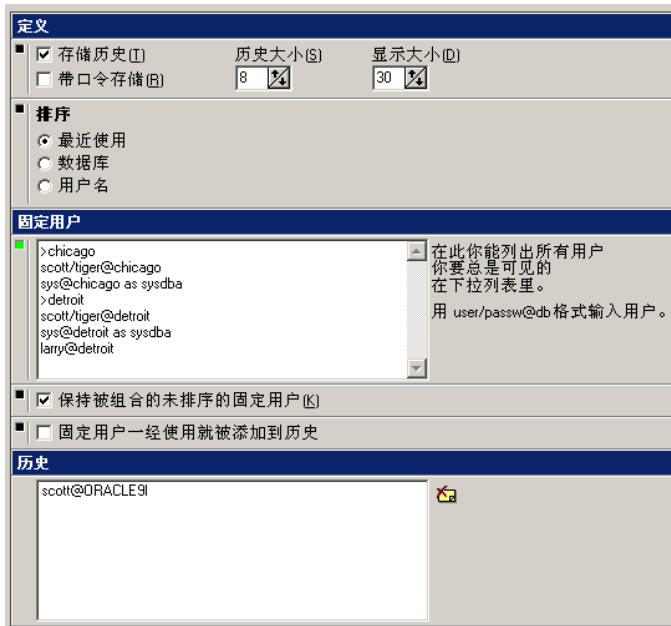 定义
存储历史(T) 历史大小(S) 显示大小(D)
带口令存储(R) 8 30
排序
最近使用
数据库
用户名
固定用户
>chicago
scott/tiger@chicago
sys@chicago as sysdba
>detroit
scott/tiger@detroit
sys@detroit as sysdba
larry@detroit
在此你能列出所有用户
你要总是可见的
在下拉列表里。
用 user/passw@db格式输入用户。
保持被组合的未排序的固定用户(K)
固定用户一经使用就被添加到历史
历史
scott@ORACLE9I